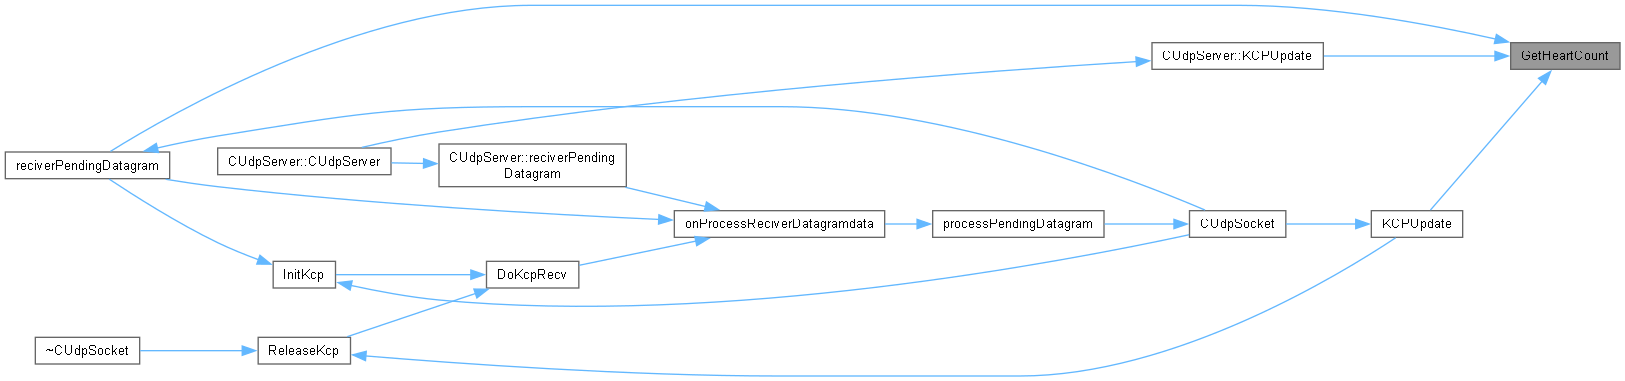 CUdpServer::KCPUpdate
GetHeartCount
reciverPendingDatagram
CUdpServer::CUdpServer
CUdpServer::reciverPending
Datagram
onProcessReciverDatagramdata
processPendingDatagram
CUdpSocket
KCPUpdate
InitKcp
DoKcpRecv
~CUdpSocket
ReleaseKcp